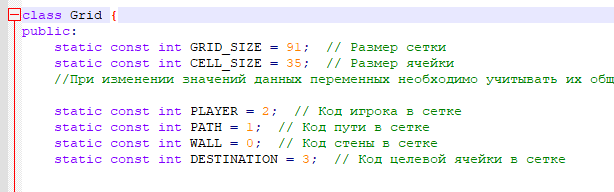 class Grid {
public:
static const int GRID_SIZE = 91; // Размер сетки
static const int CELL_SIZE = 35; // Размер ячейки
//При изменении значений данных переменных необходимо учитывать их
static const int PLAYER = 2; // Код игрока в сетке
static const int PATH = 1; // Код пути в сетке
static const int WALL = 0; // Код стены в сетке
static const int DESTINATION = 3; // Код целевой ячейки в сетке